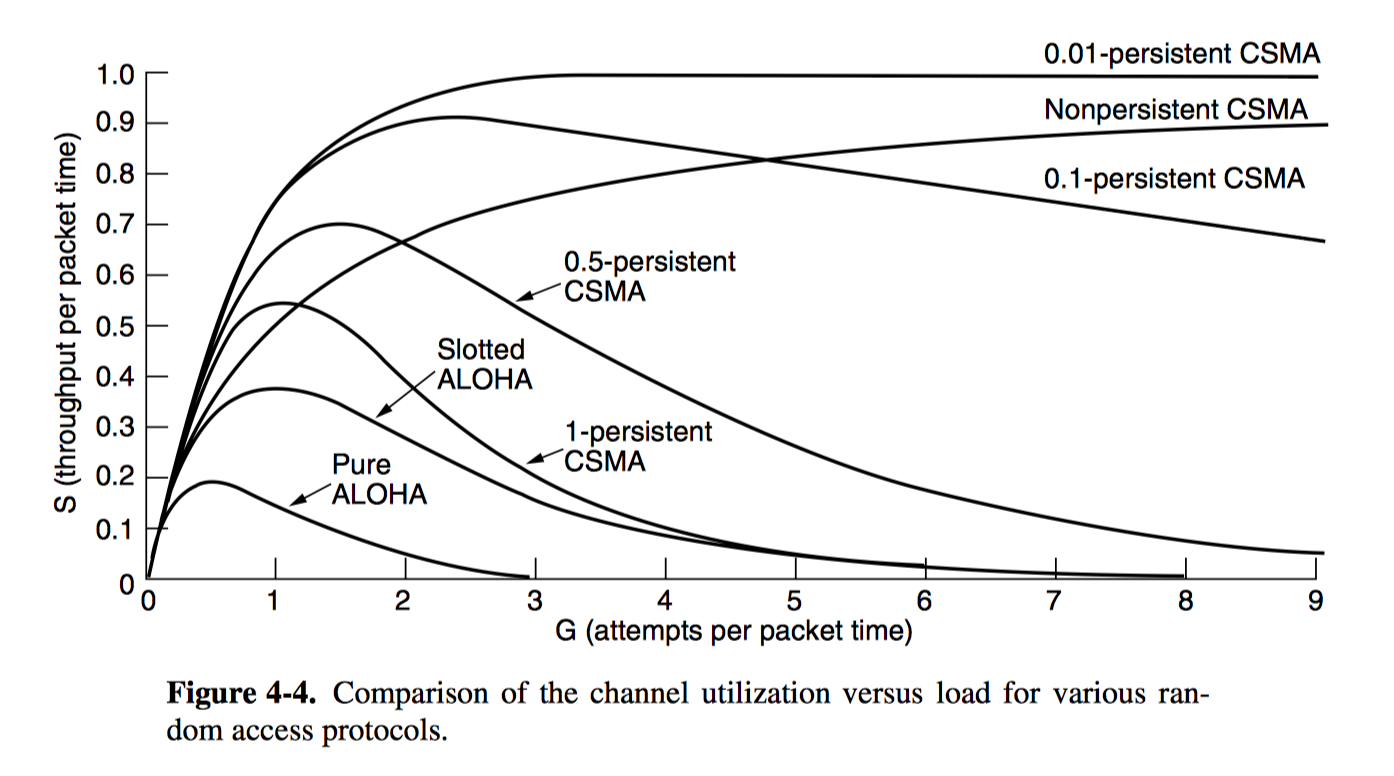 0.01-persistent CSMA
Nonpersistent CSMA
0.1-persistent CSMA
0.5-persistent
CSMA
Slotted
ALOHA
1-persistent
CSMA
Pure
ALOHA
S (throughput per packet time)
1.0
0.9
0.8
0.7
0.6
0.5
0.4
0.3
0.2
0.1
0
0 1 2 3 4 5 6 7 8 9
G (attempts per packet time)
Figure 4-4. Comparison of the channel utilization versus load for various ran-
dom access protocols.